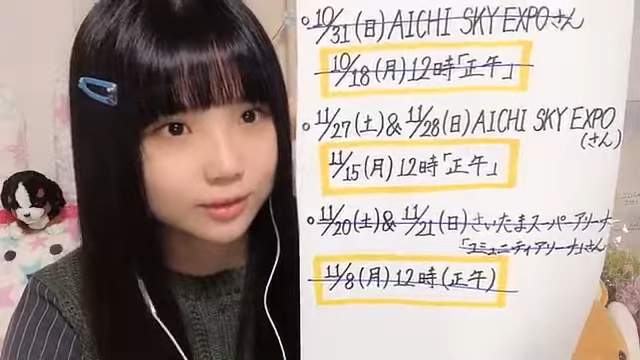 ○10/31(日)AICHI SKY EXPOさん
10/18(月)12時「正午」
○11/27(土)&11/28(日)AICHI SKY EXPO
(さん)
11/15(月)12時「正午」
○11/20(土)&11/21(日)さいたまスーパーアリーナ
「コミュニティアリーナ」さん
11/8(月)12時(正午)